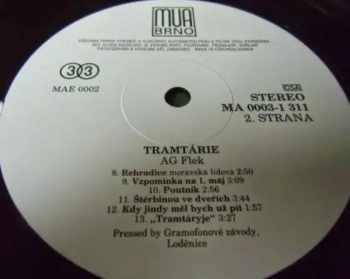 MUA
BRNO
33
STEREO
MAE 0002
MA 0003-1 311
2. STRANA
TRAMTÁRIE
AG Flek
8. Rehradice moravská lidová 2:50
9. Vzpomínka na 1. máj 3:09
10. Poutník 2:56
11. Štěrbinou ve dveřích 2:44
12. Kdy jindy měl bych už pít 1:57
13. „Tramtáryje“ 3:27
Pressed by Gramofonové závody,
Loděnice